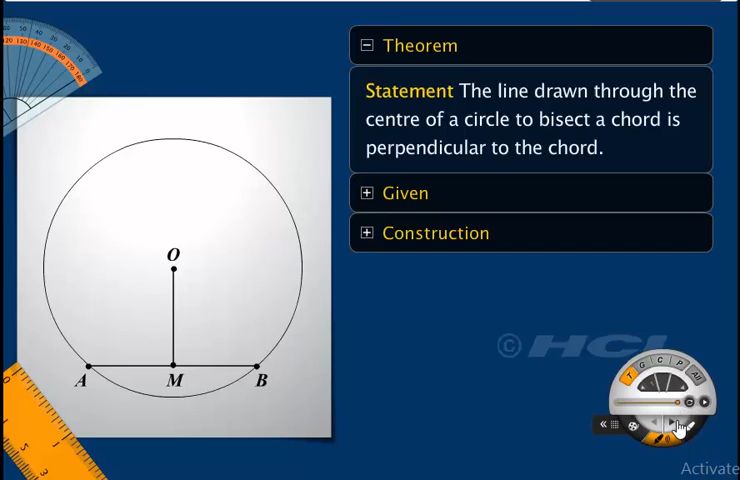 Theorem
Statement The line drawn through the
centre of a circle to bisect a chord is
perpendicular to the chord.
Given
Construction
O
A M B
© HCL
T G C P All
Activate